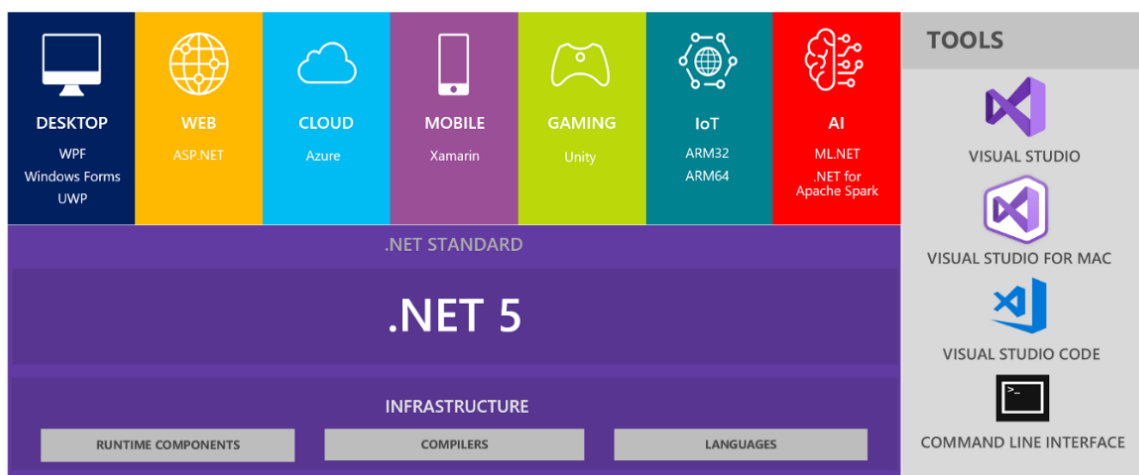 DESKTOP
WPF
Windows Forms
UWP
WEB
ASP.NET
CLOUD
Azure
MOBILE
Xamarin
GAMING
Unity
IoT
ARM32
ARM64
AI
ML.NET
.NET for
Apache Spark
.NET STANDARD
.NET 5
INFRASTRUCTURE
RUNTIME COMPONENTS
COMPILERS
LANGUAGES
TOOLS
VISUAL STUDIO
VISUAL STUDIO FOR MAC
VISUAL STUDIO CODE
>_
COMMAND LINE INTERFACE